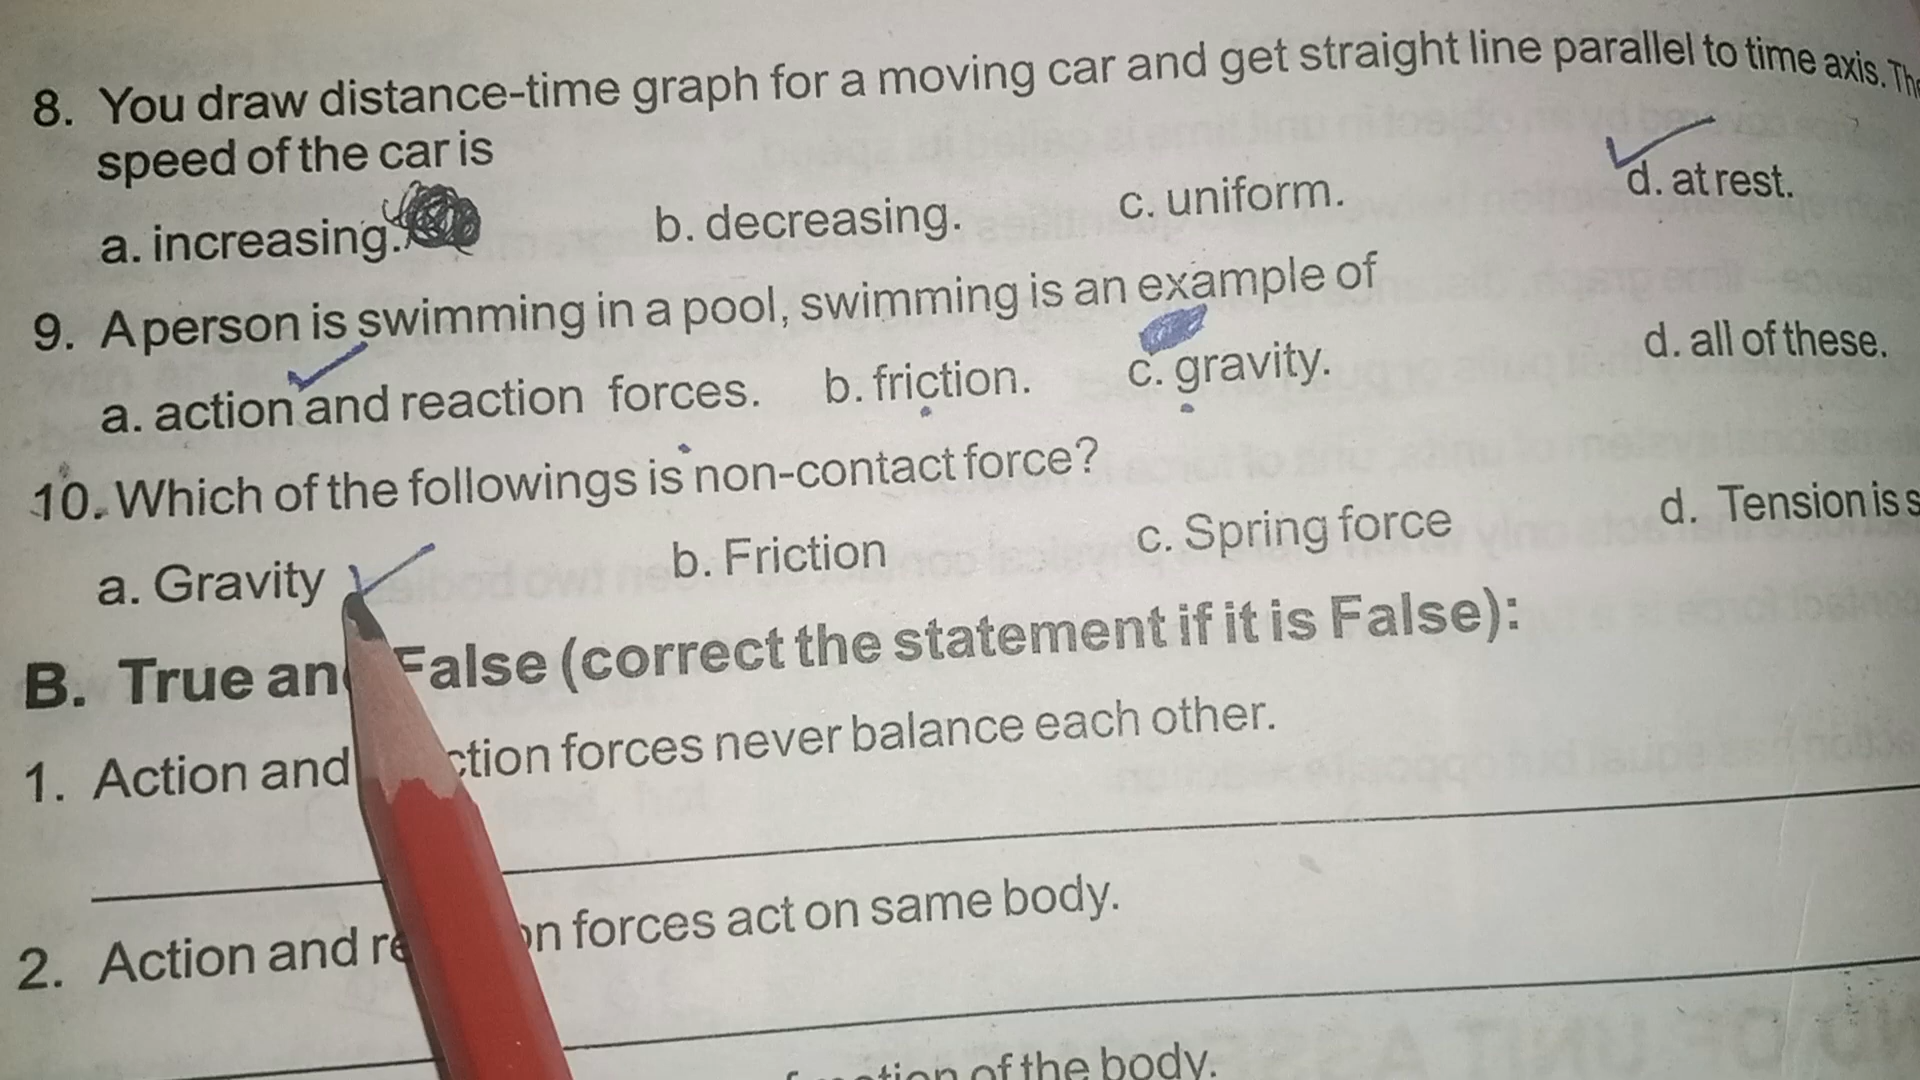 8. You draw distance-time graph for a moving car and get straight line parallel to time axis. The
speed of the car is
a. increasing. b. decreasing. c. uniform. d. at rest.
9. A person is swimming in a pool, swimming is an example of
a. action and reaction forces. b. friction. c. gravity. d. all of these.
10. Which of the followings is non-contact force?
a. Gravity b. Friction c. Spring force d. Tension is s
B. True an False (correct the statement if it is False):
1. Action and ction forces never balance each other.
2. Action and re on forces act on same body.
of the body.